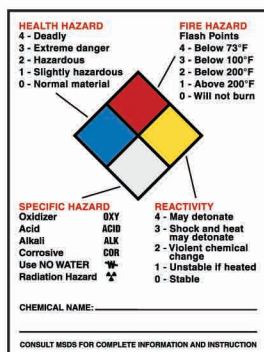 HEALTH HAZARD
4 - Deadly
3 - Extreme danger
2 - Hazardous
1 - Slightly hazardous
0 - Normal material
FIRE HAZARD
Flash Points
4 - Below 73°F
3 - Below 100°F
2 - Below 200°F
1 - Above 200°F
0 - Will not burn
SPECIFIC HAZARD
Oxidizer OXY
Acid ACID
Alkali ALK
Corrosive COR
Use NO WATER W
Radiation Hazard
REACTIVITY
4 - May detonate
3 - Shock and heat
may detonate
2 - Violent chemical
change
1 - Unstable if heated
0 - Stable
CHEMICAL NAME:
CONSULT MSDS FOR COMPLETE INFORMATION AND INSTRUCTION